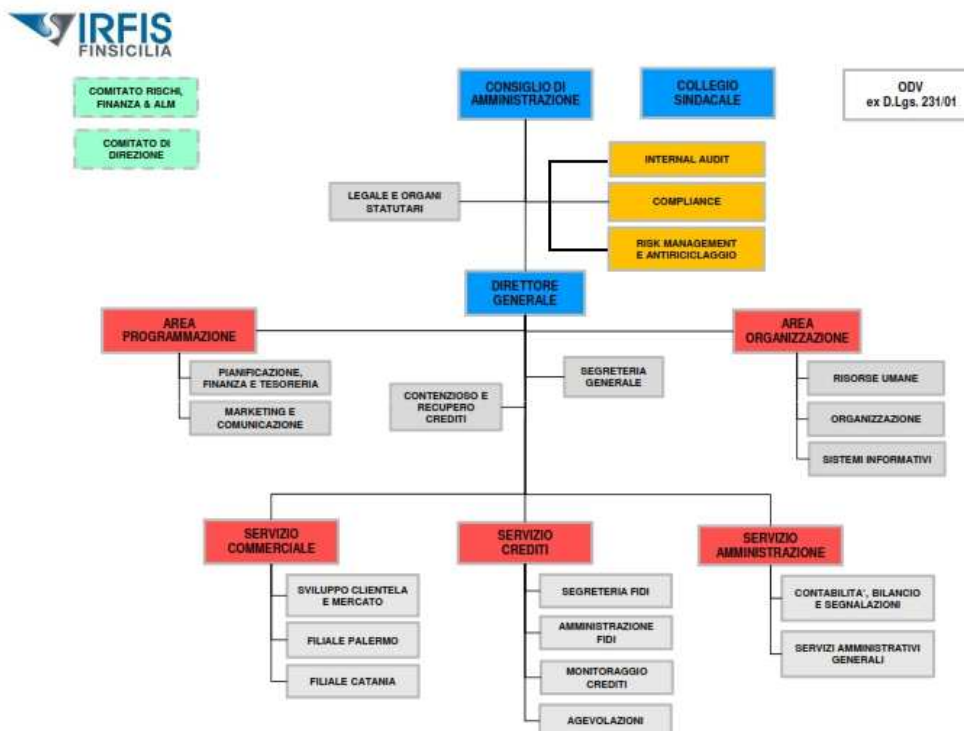 IRFIS
FINSICILIA
COMITATO RISCHI,
FINANZA & ALM
COMITATO DI
DIREZIONE
CONSIGLIO DI
AMMINISTRAZIONE
COLLEGIO
SINDACALE
ODV
ex D.Lgs. 231/01
INTERNAL AUDIT
LEGALE E ORGANI
STATUTARI
COMPLIANCE
RISK MANAGEMENT
E ANTIRICICLAGGIO
DIRETTORE
GENERALE
AREA
PROGRAMMAZIONE
AREA
ORGANIZZAZIONE
PIANIFICAZIONE,
FINANZA E TESORERIA
MARKETING E
COMUNICAZIONE
CONTENZIOSO E
RECUPERO
CREDITI
SEGRETERIA
GENERALE
RISORSE UMANE
ORGANIZZAZIONE
SISTEMI INFORMATIVI
SERVIZIO
COMMERCIALE
SERVIZIO
CREDITI
SERVIZIO
AMMINISTRAZIONE
SVILUPPO CLIENTELA
E MERCATO
FILIALE PALERMO
FILIALE CATANIA
SEGRETERIA FIDI
AMMINISTRAZIONE
FIDI
MONITORAGGIO
CREDITI
AGEVOLAZIONI
CONTABILITA', BILANCIO
E SEGNALAZIONI
SERVIZI AMMINISTRATIVI
GENERALI